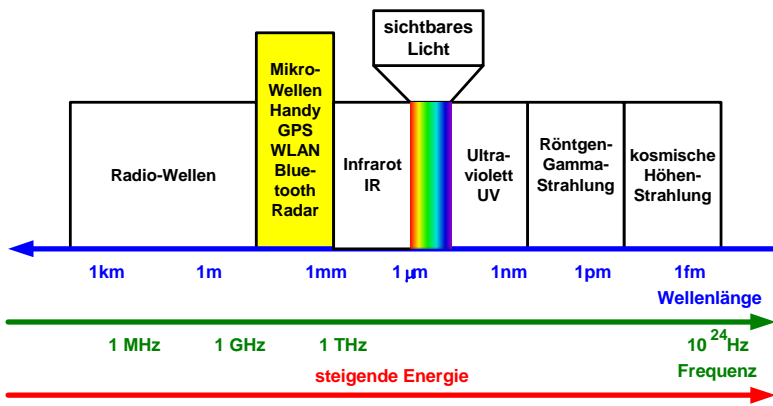 sichtbares
Licht
Mikro-
Wellen
Handy
GPS
WLAN
Blue-
tooth
Radar
Radio-Wellen
Infrarot
IR
Ultra-
violett
UV
Röntgen-
Gamma-
Strahlung
kosmische
Höhen-
Strahlung
1km 1m 1mm 1 µm 1nm 1pm 1fm
Wellenlänge
1 MHz 1 GHz 1 THz 10 24 Hz
Frequenz
steigende Energie